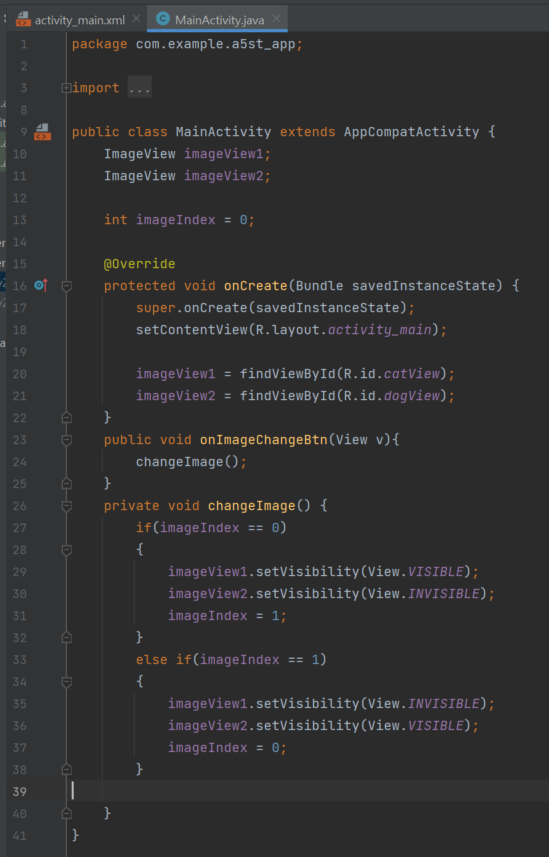 activity_main.xml MainActivity.java
1 package com.example.a5st_app;
2
3 import ...
8
9 public class MainActivity extends AppCompatActivity {
10 ImageView imageView1;
11 ImageView imageView2;
12
13 int imageIndex = 0;
14
15 @Override
16 protected void onCreate(Bundle savedInstanceState) {
17 super.onCreate(savedInstanceState);
18 setContentView(R.layout.activity_main);
19
20 imageView1 = findViewById(R.id.catView);
21 imageView2 = findViewById(R.id.dogView);
22 }
23 public void onImageChangeBtn(View v){
24 changeImage();
25 }
26 private void changeImage() {
27 if(imageIndex == 0)
28 {
29 imageView1.setVisibility(View.VISIBLE);
30 imageView2.setVisibility(View.INVISIBLE);
31 imageIndex = 1;
32 }
33 else if(imageIndex == 1)
34 {
35 imageView1.setVisibility(View.INVISIBLE);
36 imageView2.setVisibility(View.VISIBLE);
37 imageIndex = 0;
38 }
39
40 }
41 }